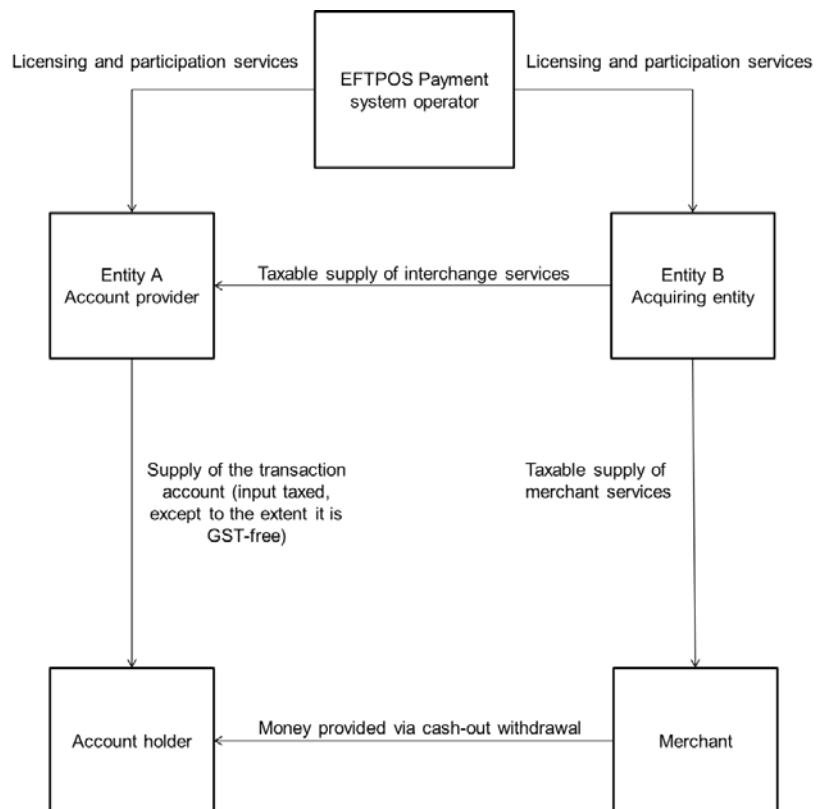 Licensing and participation services
Licensing and participation services
EFTPOS Payment
system operator
Entity A
Account provider
Taxable supply of interchange services
Entity B
Acquiring entity
Supply of the transaction
account (input taxed,
except to the extent it is
GST-free)
Taxable supply of
merchant services
Account holder
Money provided via cash-out withdrawal
Merchant